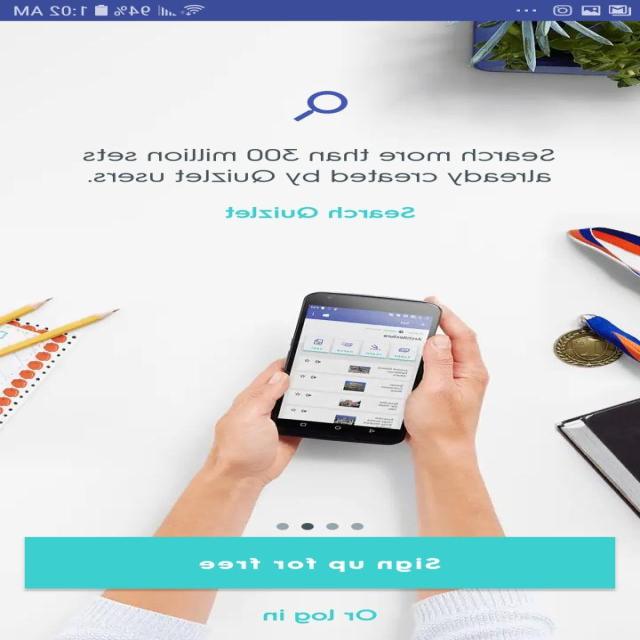 94% 1:02 AM
Search more than 300 million sets
already created by Quizlet users.
Search Quizlet
Sign up for free
Or log in